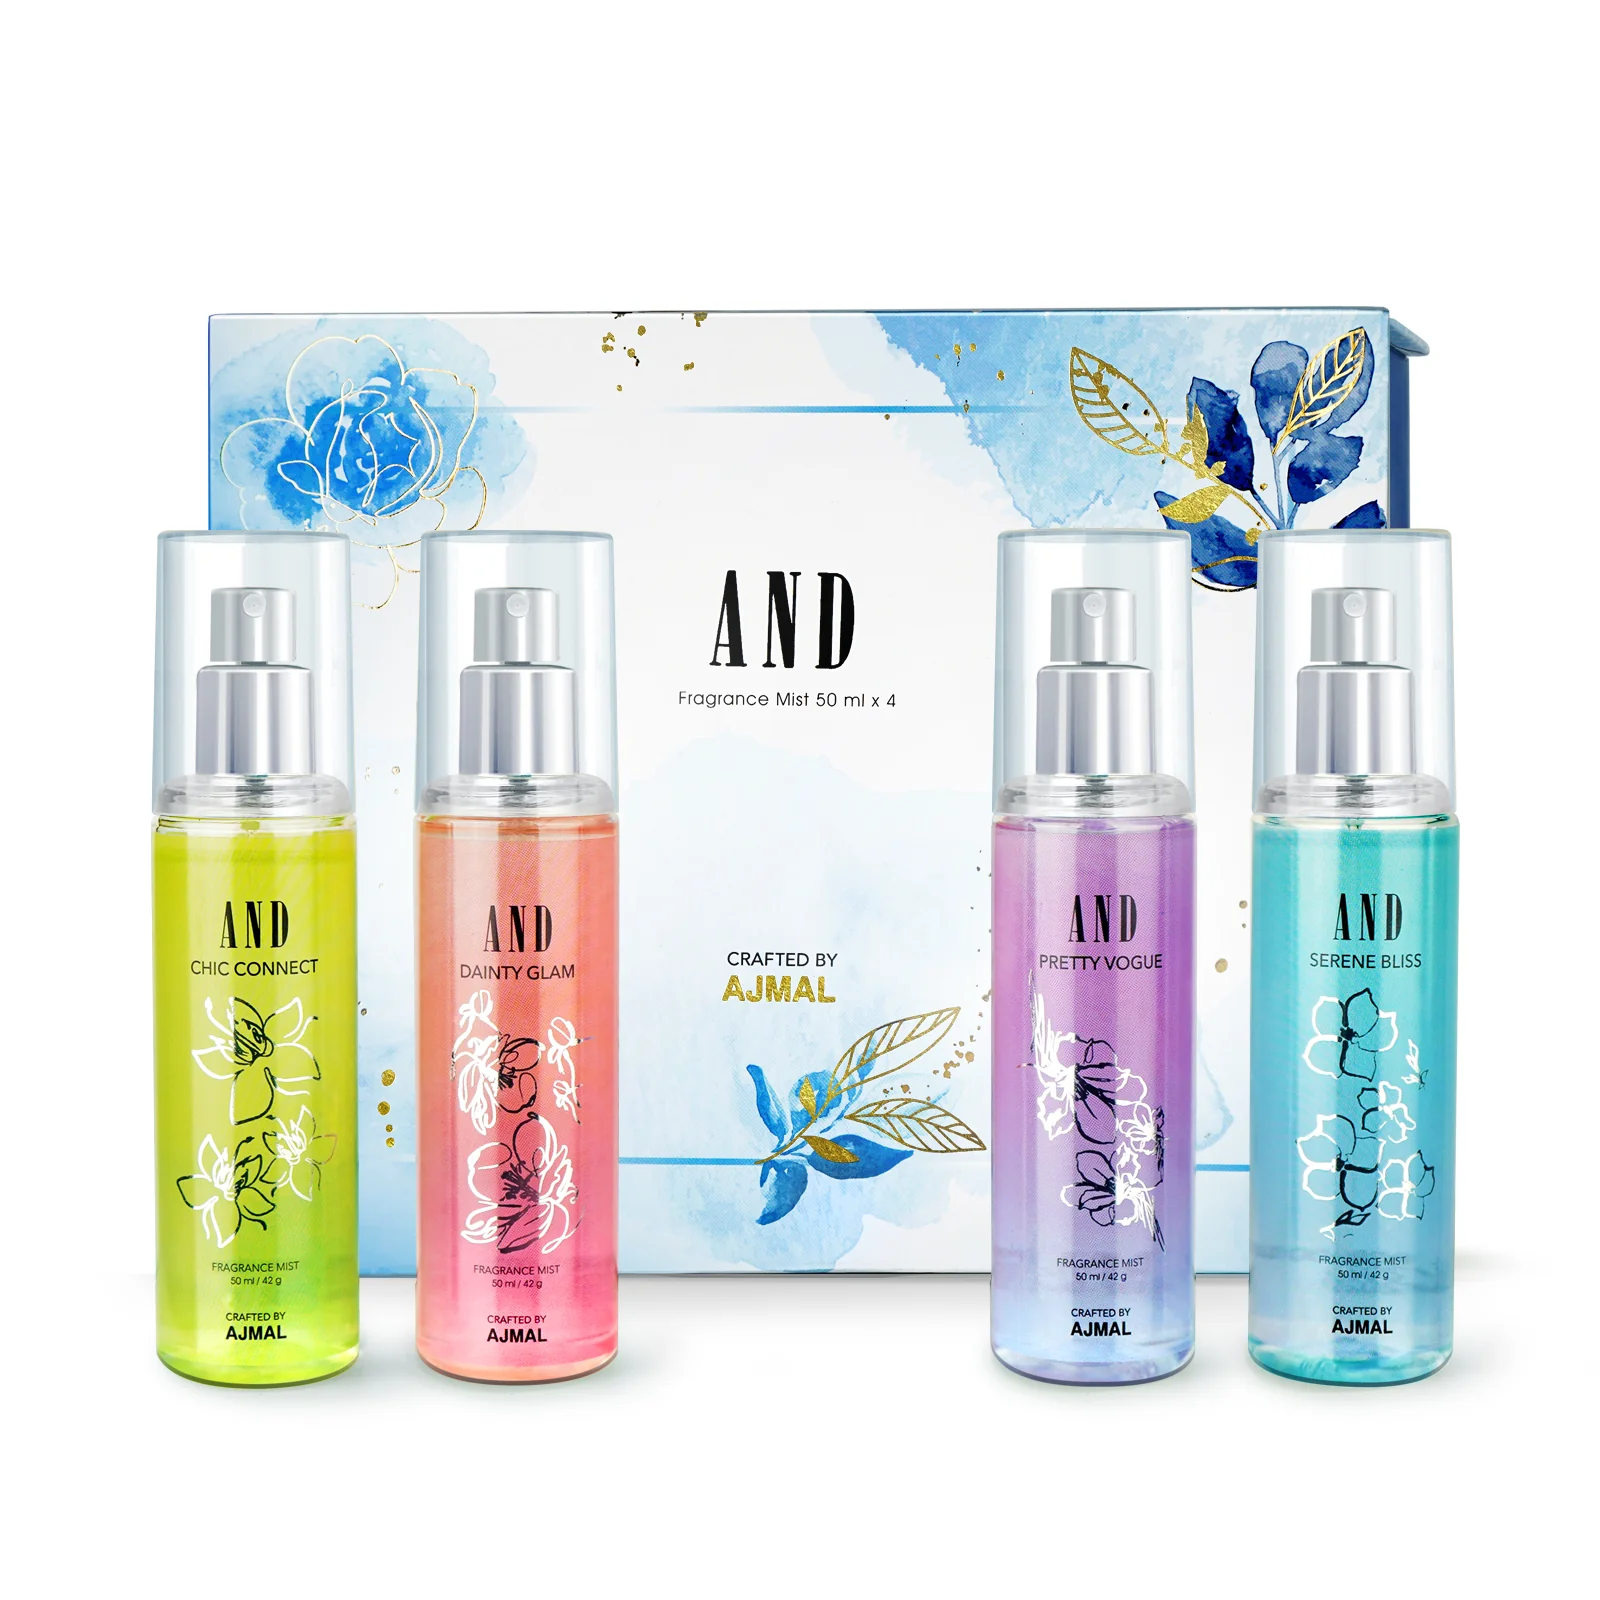 AND
Fragrance Mist 50 ml x 4
CRAFTED BY
AJMAL
AND
CHIC CONNECT
FRAGRANCE MIST
50 ml / 42 g
CRAFTED BY
AJMAL
AND
DAINTY GLAM
FRAGRANCE MIST
50 ml / 42 g
CRAFTED BY
AJMAL
AND
PRETTY VOGUE
FRAGRANCE MIST
50 ml / 42 g
CRAFTED BY
AJMAL
AND
SERENE BLISS
FRAGRANCE MIST
50 ml / 42 g
CRAFTED BY
AJMAL